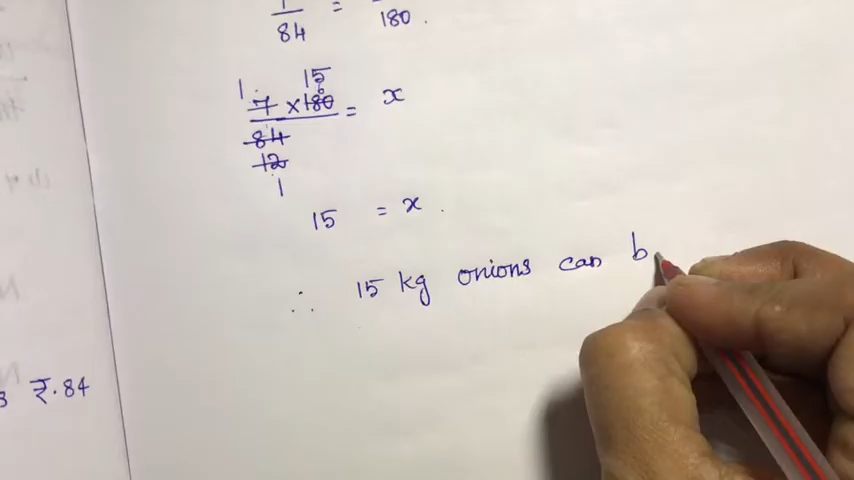 84 = 180 .
1 15
7 × 180 = x
84
12
1
15 = x .
∴ 15 kg onions can b
₹.84